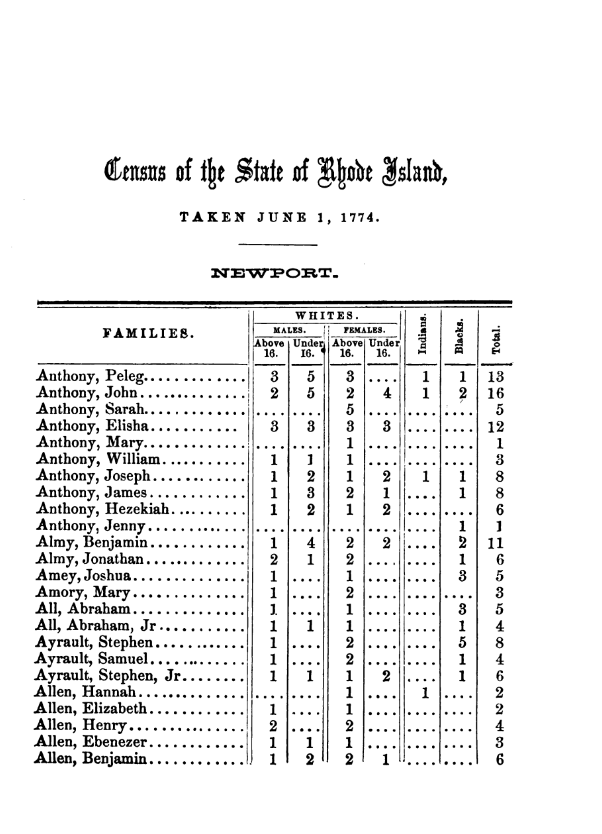 Census of the State of Rhode Island,
TAKEN JUNE 1, 1774.
NEWPORT.
FAMILIES. WHITES. Indians. Blacks. Total.
MALES. FEMALES.
Above 16. Under 16. Above 16. Under 16.
Anthony, Peleg............. 3 5 3 .... 1 1 13
Anthony, John.............. 2 5 2 4 1 2 16
Anthony, Sarah............. .... .... 5 .... .... .... 5
Anthony, Elisha........... 3 3 3 3 .... .... 12
Anthony, Mary............. .... .... 1 .... .... .... 1
Anthony, William........... 1 1 1 .... .... .... 3
Anthony, Joseph............ 1 2 1 2 1 1 8
Anthony, James............ 1 3 2 1 .... 1 8
Anthony, Hezekiah.......... 1 2 1 2 .... .... 6
Anthony, Jenny............. .... .... .... .... .... 1 1
Almy, Benjamin............ 1 4 2 2 .... 2 11
Almy, Jonathan............. 2 1 2 .... .... 1 6
Amey, Joshua.............. 1 .... 1 .... .... 3 5
Amory, Mary.............. 1 .... 2 .... .... .... 3
All, Abraham.............. 1 .... 1 .... .... 3 5
All, Abraham, Jr........... 1 1 1 .... .... 1 4
Ayrault, Stephen............ 1 .... 2 .... .... 5 8
Ayrault, Samuel............ 1 .... 2 .... .... 1 4
Ayrault, Stephen, Jr........ 1 1 1 2 .... 1 6
Allen, Hannah.............. .... .... 1 .... 1 .... 2
Allen, Elizabeth............ 1 .... 1 .... .... .... 2
Allen, Henry................ 2 .... 2 .... .... .... 4
Allen, Ebenezer............ 1 1 1 .... .... .... 3
Allen, Benjamin............ 1 2 2 1 .... .... 6